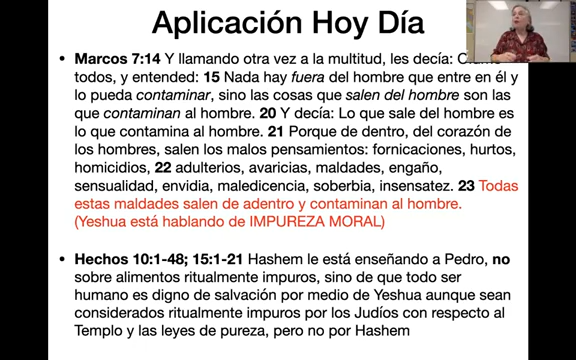 Aplicación Hoy Día
• Marcos 7:14 Y llamando otra vez a la multitud, les decía:
todos, y entended: 15 Nada hay fuera del hombre que entre en él y
lo pueda contaminar, sino las cosas que salen del hombre son las
que contaminan al hombre. 20 Y decía: Lo que sale del hombre es
lo que contamina al hombre. 21 Porque de dentro, del corazón de
los hombres, salen los malos pensamientos: fornicaciones, hurtos,
homicidios, 22 adulterios, avaricias, maldades, engaño,
sensualidad, envidia, maledicencia, soberbia, insensatez. 23 Todas
estas maldades salen de adentro y contaminan al hombre.
(Yeshua está hablando de IMPUREZA MORAL)
• Hechos 10:1-48; 15:1-21 Hashem le está enseñando a Pedro, no
sobre alimentos ritualmente impuros, sino de que todo ser
humano es digno de salvación por medio de Yeshua aunque sean
considerados ritualmente impuros por los Judíos con respecto al
Templo y las leyes de pureza, pero no por Hashem